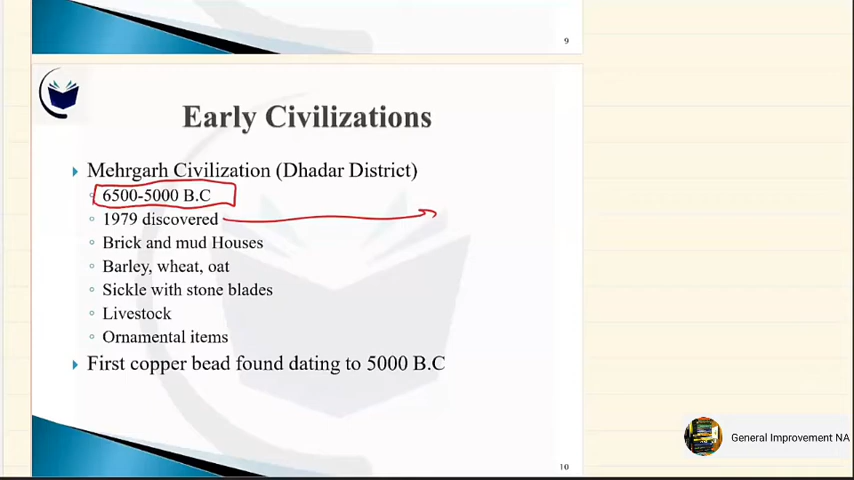 9
Early Civilizations
Mehrgarh Civilization (Dhadar District)
6500-5000 B.C
1979 discovered
Brick and mud Houses
Barley, wheat, oat
Sickle with stone blades
Livestock
Ornamental items
First copper bead found dating to 5000 B.C
General Improvement NA
10